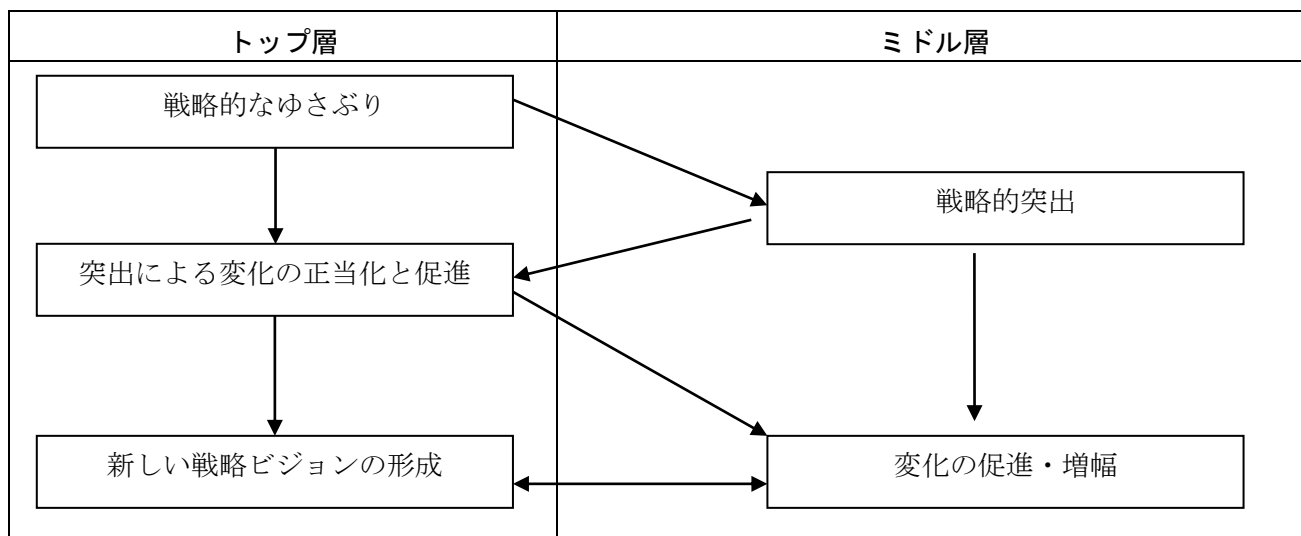 トップ層
ミドル層
戦略的なゆさぶり
戦略的突出
突出による変化の正当化と促進
新しい戦略ビジョンの形成
変化の促進・増幅